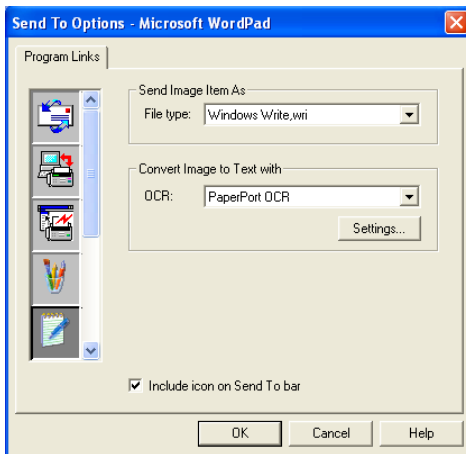 Send To Options - Microsoft WordPad
Program Links
Send Image Item As
File type: Windows Write,wri
Convert Image to Text with
OCR: PaperPort OCR
Settings...
Include icon on Send To bar
OK Cancel Help